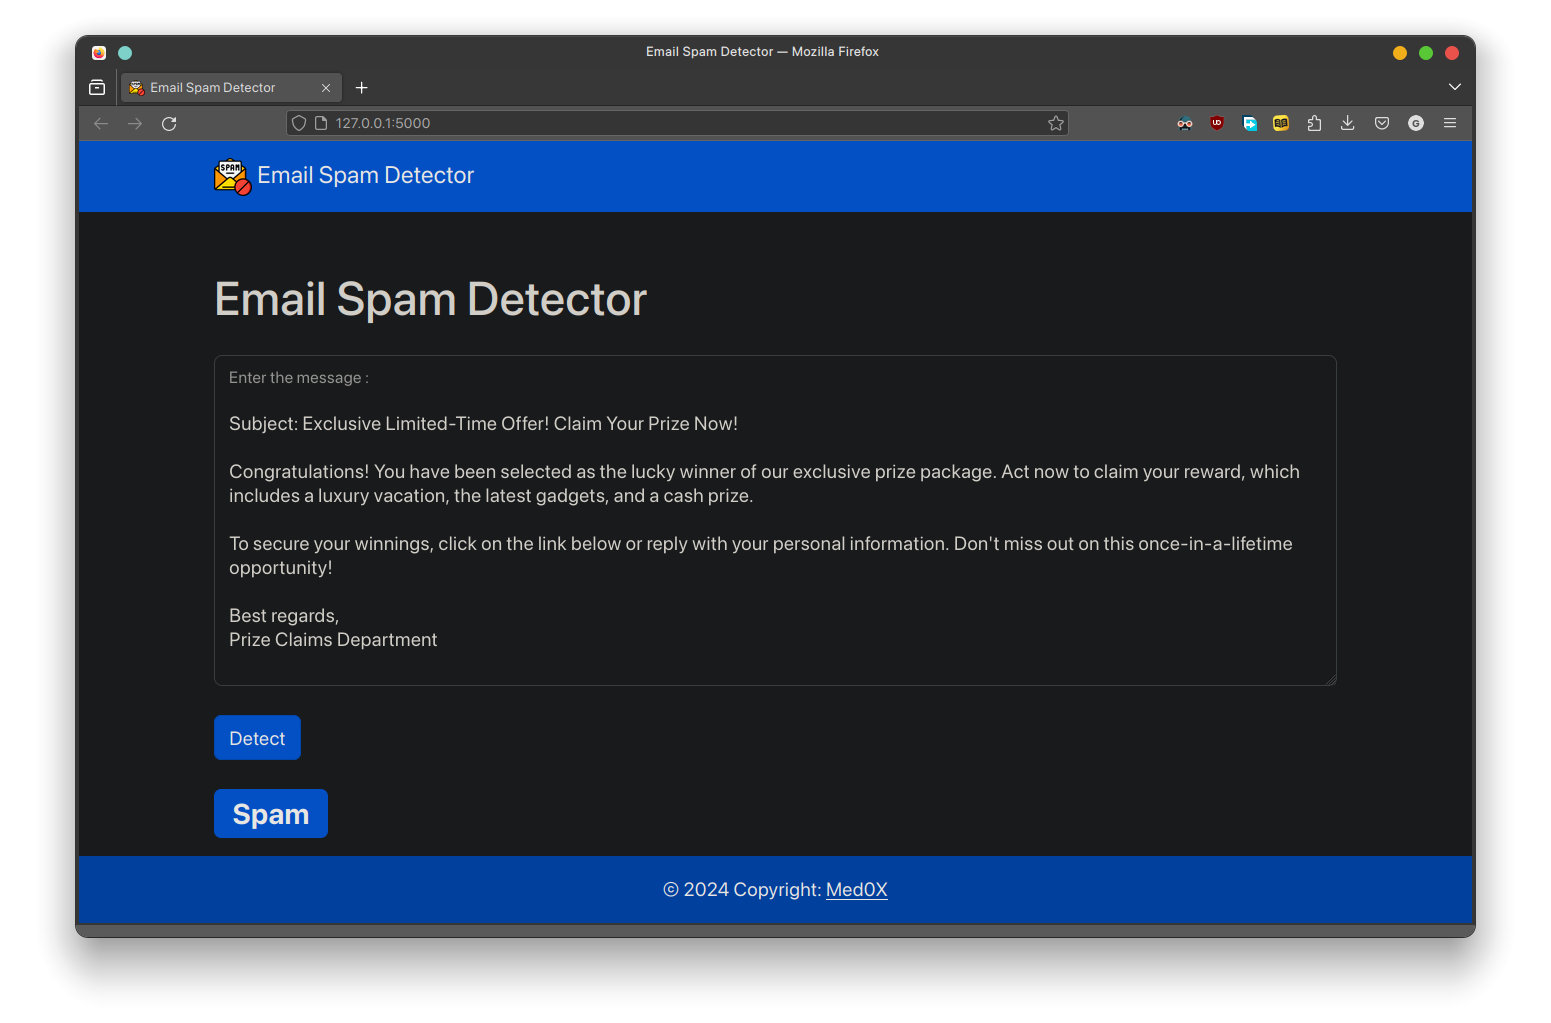 Email Spam Detector — Mozilla Firefox
Email Spam Detector
127.0.0.1:5000
SPAM
Email Spam Detector
Email Spam Detector
Enter the message :
Subject: Exclusive Limited-Time Offer! Claim Your Prize Now!
Congratulations! You have been selected as the lucky winner of our exclusive prize package. Act now to claim your reward, which
includes a luxury vacation, the latest gadgets, and a cash prize.
To secure your winnings, click on the link below or reply with your personal information. Don't miss out on this once-in-a-lifetime
opportunity!
Best regards,
Prize Claims Department
Detect
Spam
© 2024 Copyright: Med0X